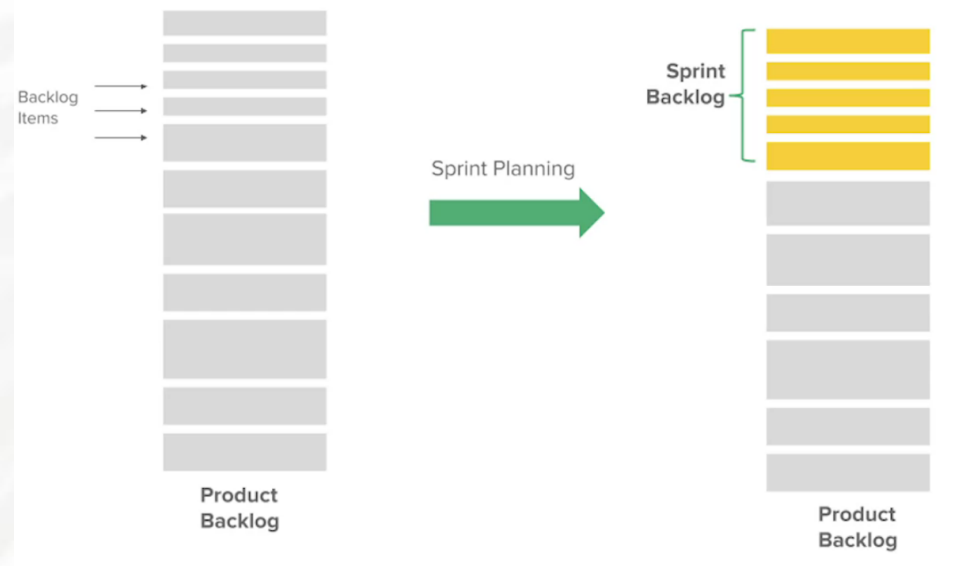 Backlog
Items
Product
Backlog
Sprint Planning
Sprint
Backlog
Product
Backlog